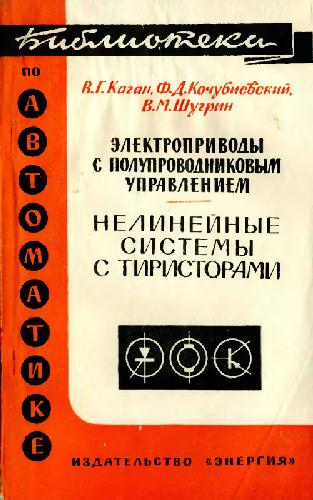 Библиотека
по
АВТОМАТИКЕ
В.Г. Каган, Ф.Д. Кочубиевский,
В.М. Шугрин
ЭЛЕКТРОПРИВОДЫ
С ПОЛУПРОВОДНИКОВЫМ
УПРАВЛЕНИЕМ
НЕЛИНЕЙНЫЕ
СИСТЕМЫ
С ТИРИСТОРАМИ
ИЗДАТЕЛЬСТВО «ЭНЕРГИЯ»